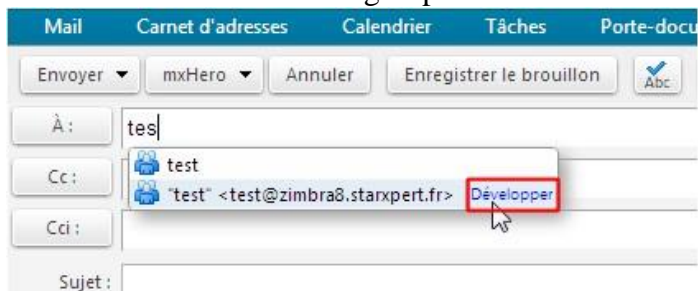 Mail Carnet d'adresses Calendrier Tâches Porte-docu
Envoyer mxHero Annuler Enregistrer le brouillon Abc
À : tes
test
Cc :
"test" <test@zimbra8.starxpert.fr> Développer
Cci :
Sujet :